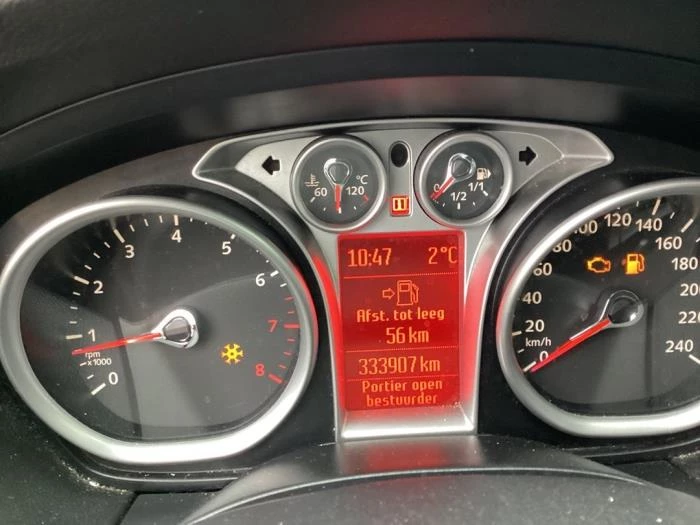 60 120 °C
0 1/2 1/1
10:47 2°C
Afst. tot leeg
56 km
333907 km
Portier open
bestuurder
0 1 2 3 4 5 6 7 8
rpm
x1000
0 20 40 60 80 100 120 140 160 180 200 220 240
km/h